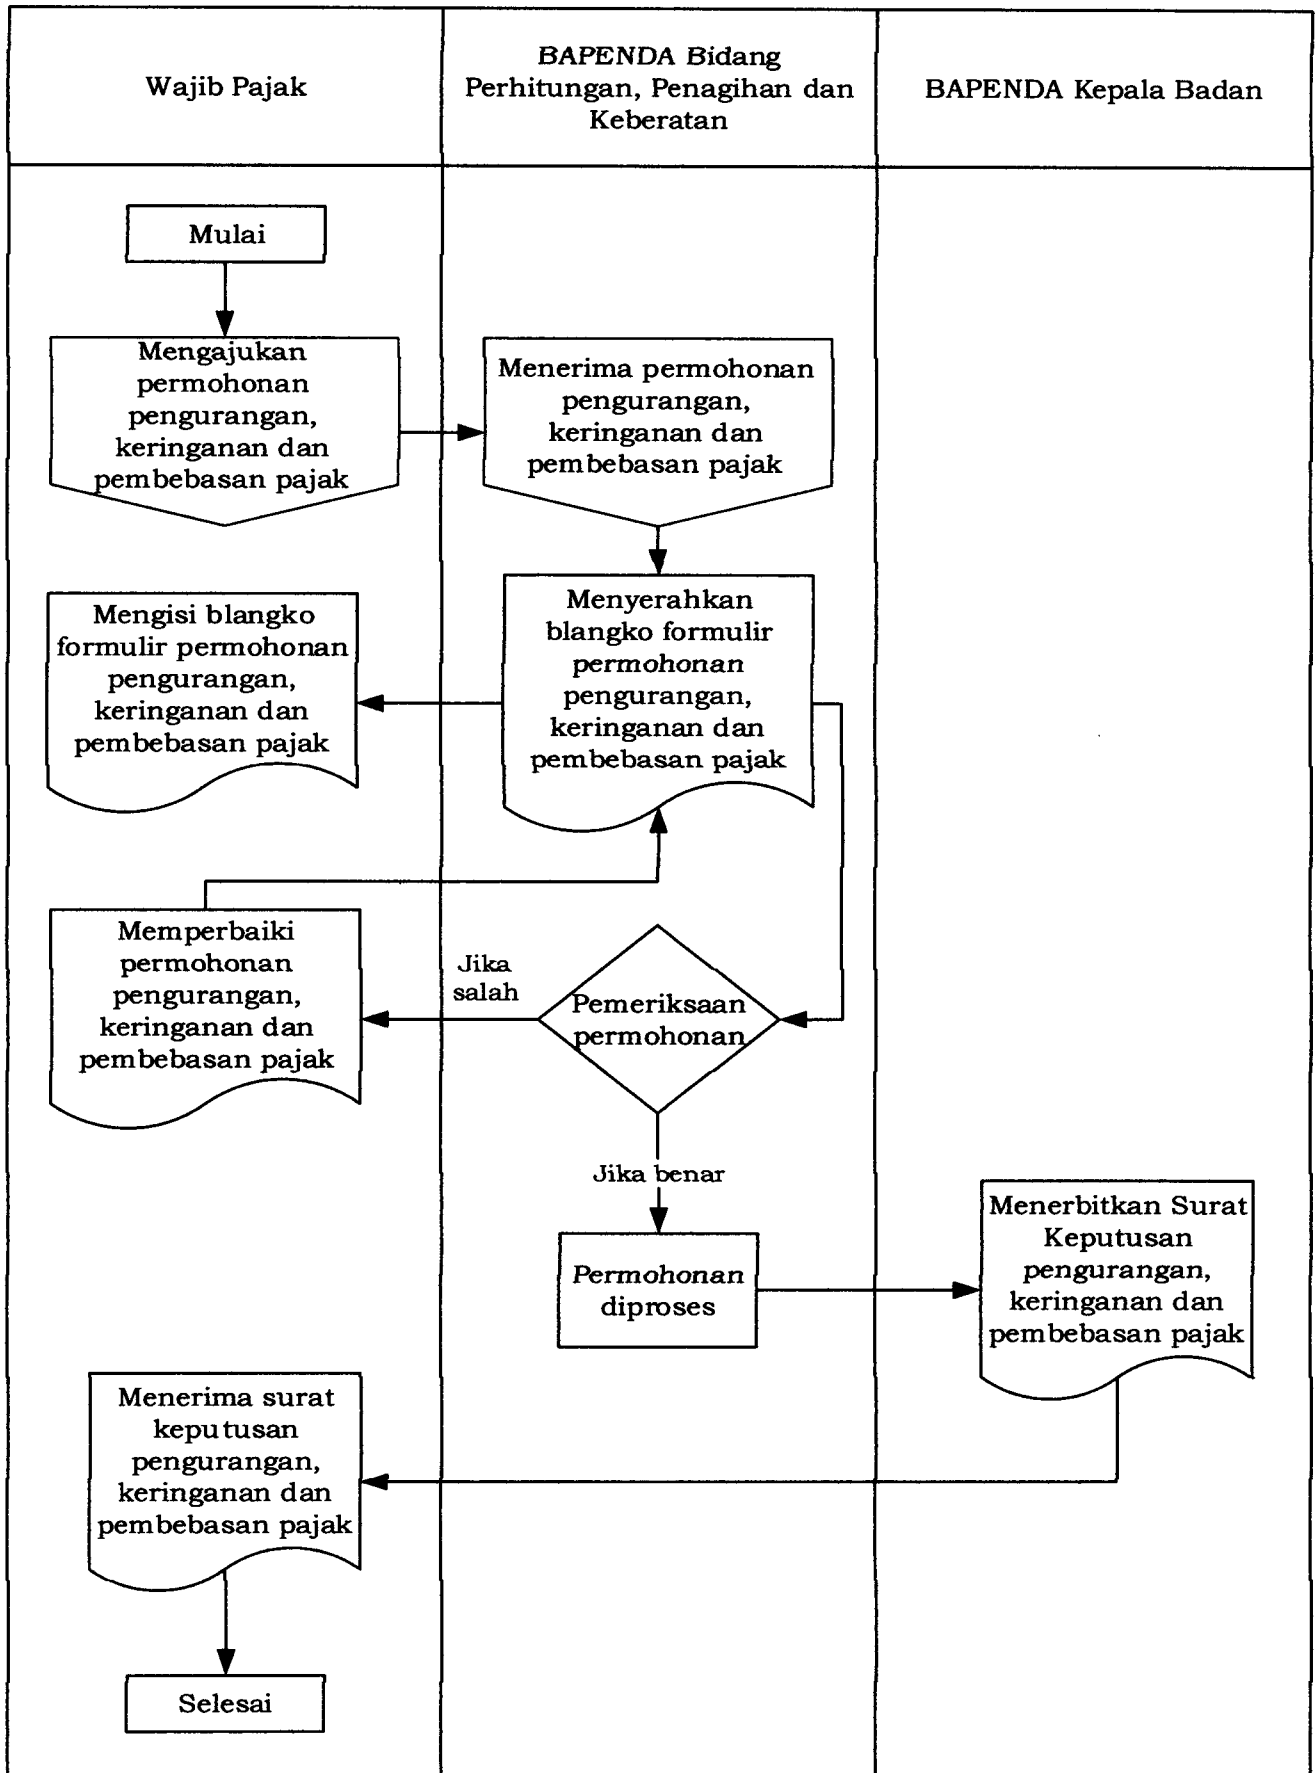 Wajib Pajak
BAPENDA Bidang
Perhitungan, Penagihan dan
Keberatan
BAPENDA Kepala Badan
Mulai
Mengajukan
permohonan
pengurangan,
keringanan dan
pembebasan pajak
Menerima permohonan
pengurangan,
keringanan dan
pembebasan pajak
Menyerahkan
blangko formulir
permohonan
pengurangan,
keringanan dan
pembebasan pajak
Mengisi blangko
formulir permohonan
pengurangan,
keringanan dan
pembebasan pajak
Memperbaiki
permohonan
pengurangan,
keringanan dan
pembebasan pajak
Jika
salah
Pemeriksaan
permohonan
Jika benar
Permohonan
diproses
Menerbitkan Surat
Keputusan
pengurangan,
keringanan dan
pembebasan pajak
Menerima surat
keputusan
pengurangan,
keringanan dan
pembebasan pajak
Selesai